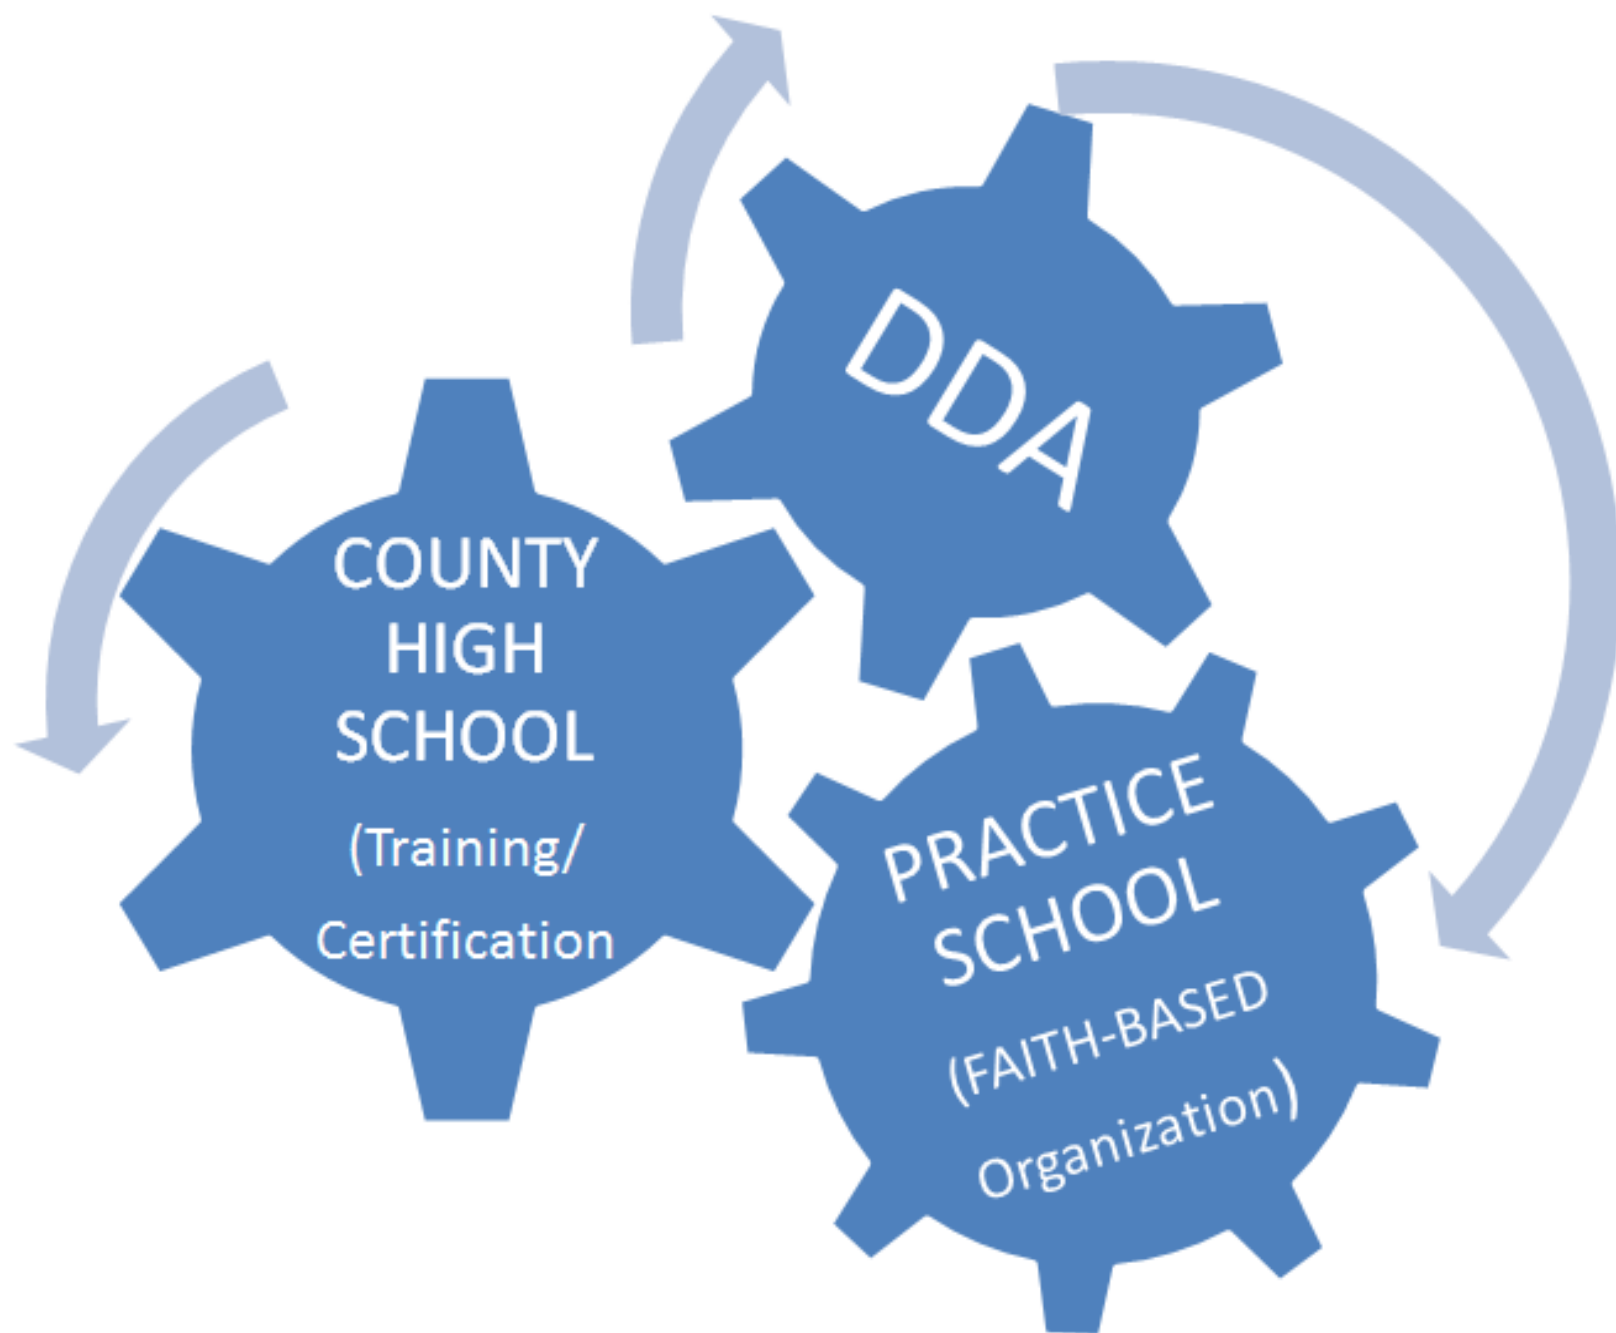 DDA
COUNTY
HIGH
SCHOOL
(Training/
Certification
PRACTICE
SCHOOL
(FAITH-BASED
Organization)